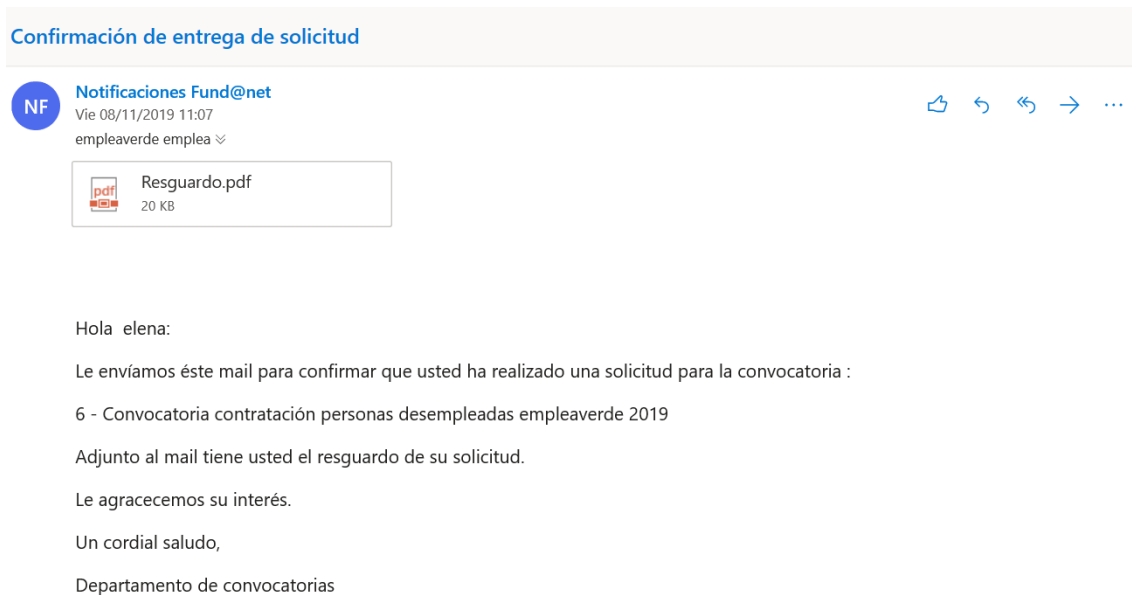 Confirmación de entrega de solicitud
NF
Notificaciones Fund@net
Vie 08/11/2019 11:07
empleaverde emplea
pdf
Resguardo.pdf
20 KB
Hola elena:
Le envíamos éste mail para confirmar que usted ha realizado una solicitud para la convocatoria :
6 - Convocatoria contratación personas desempleadas empleaverde 2019
Adjunto al mail tiene usted el resguardo de su solicitud.
Le agracecemos su interés.
Un cordial saludo,
Departamento de convocatorias